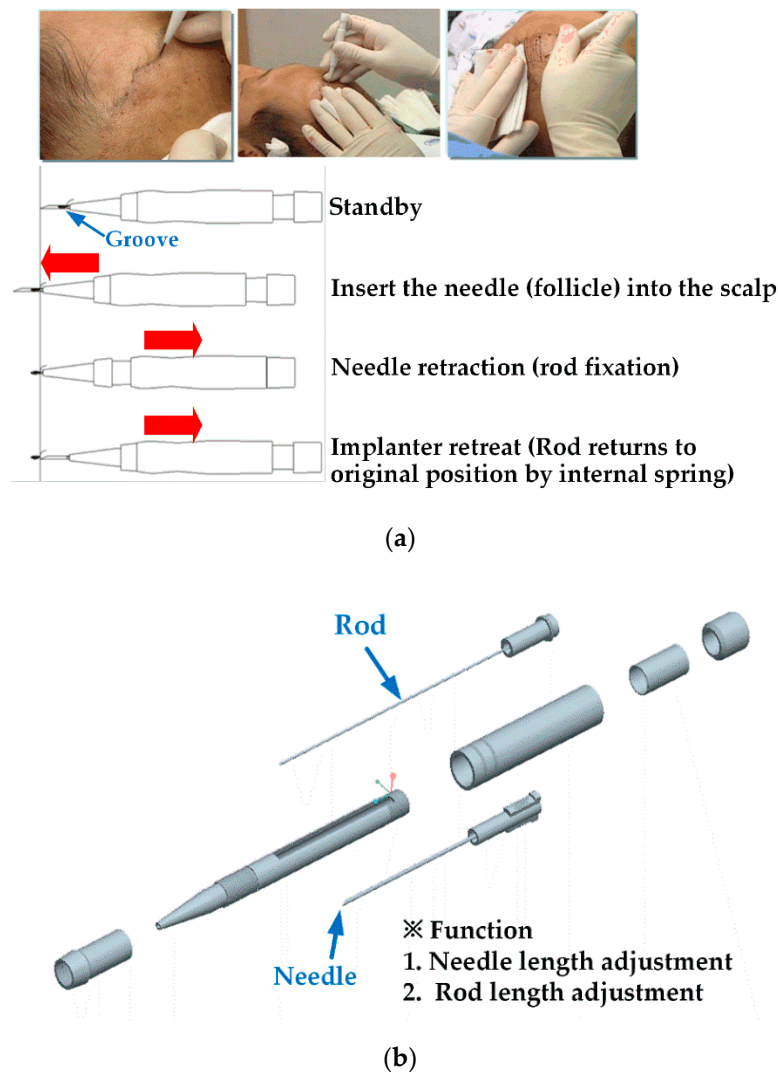 Standby
Groove
Insert the needle (follicle) into the scalp
Needle retraction (rod fixation)
Implanter retreat (Rod returns to
original position by internal spring)
(a)
Rod
Needle
※ Function
1. Needle length adjustment
2. Rod length adjustment
(b)